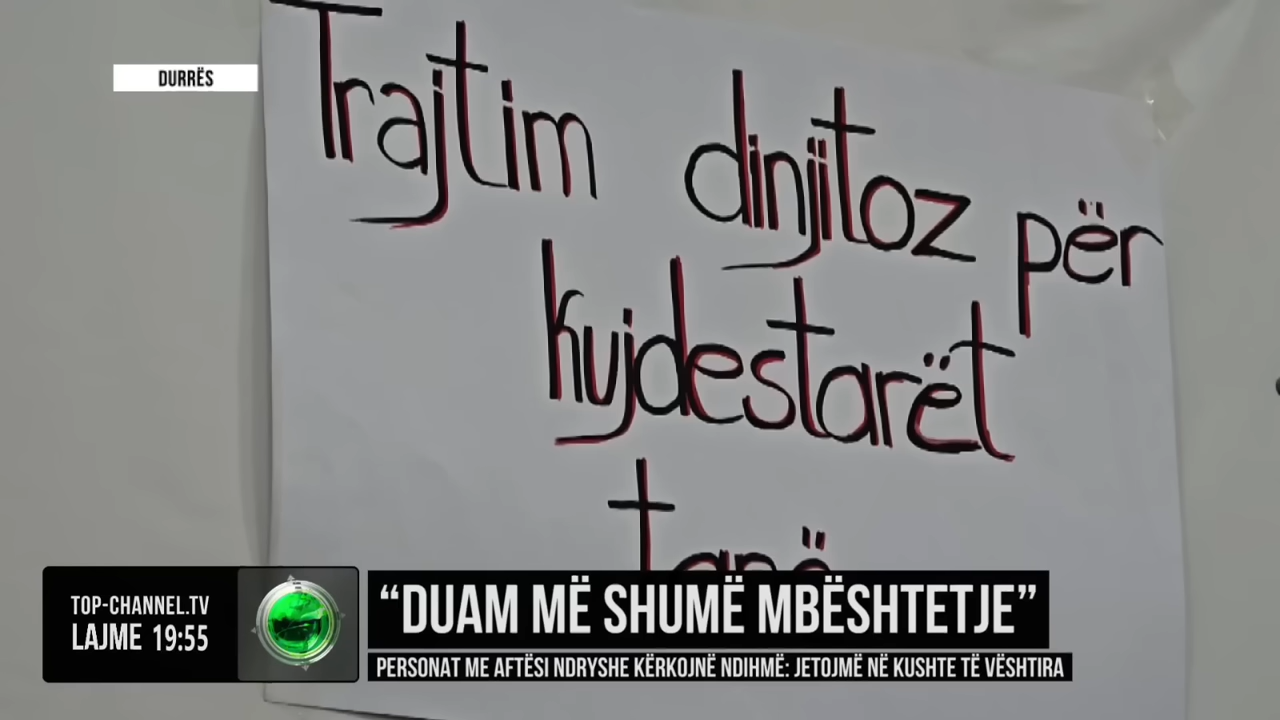 DURRËS
Trajtim dinjitoz për
kujdestarët
tanë
TOP-CHANNEL.TV
LAJME 19:55
“DUAM MË SHUMË MBËSHTETJE”
PERSONAT ME AFTËSI NDRYSHE KËRKOJNË NDIHMË: JETOJMË NË KUSHTE TË VËSHTIRA